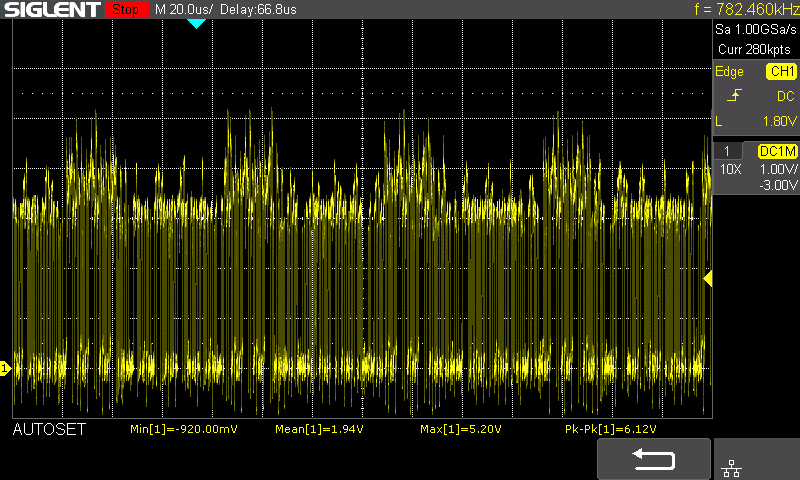 SIGLENT Stop M 20.0us/ Delay:66.8us f = 782.460kHz
Sa 1.00GSa/s
Curr 280kpts
Edge CH1
DC
L 1.80V
1 DC1M
10X 1.00V/
-3.00V
1
AUTOSET Min[1]=-920.00mV Mean[1]=1.94V Max[1]=5.20V Pk-Pk[1]=6.12V